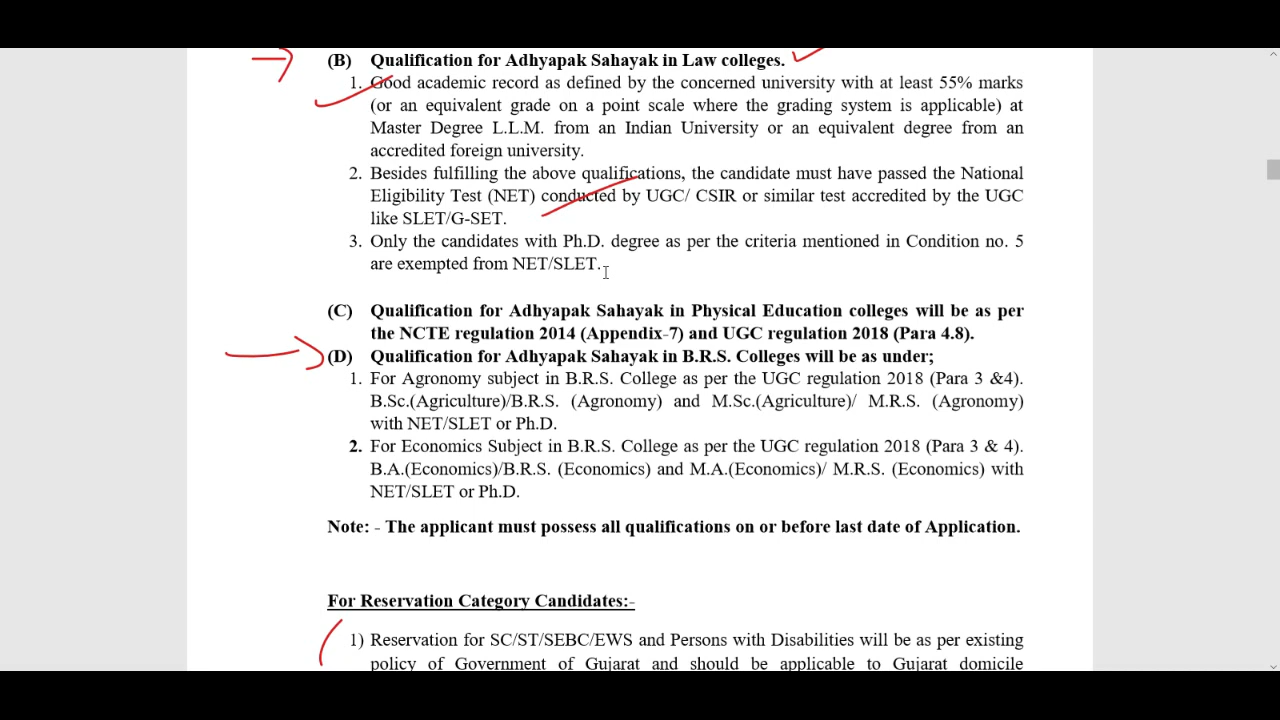 (B) Qualification for Adhyapak Sahayak in Law colleges.
1. Good academic record as defined by the concerned university with at least 55% marks
(or an equivalent grade on a point scale where the grading system is applicable) at
Master Degree L.L.M. from an Indian University or an equivalent degree from an
accredited foreign university.
2. Besides fulfilling the above qualifications, the candidate must have passed the National
Eligibility Test (NET) conducted by UGC/ CSIR or similar test accredited by the UGC
like SLET/G-SET.
3. Only the candidates with Ph.D. degree as per the criteria mentioned in Condition no. 5
are exempted from NET/SLET.
(C) Qualification for Adhyapak Sahayak in Physical Education colleges will be as per
the NCTE regulation 2014 (Appendix-7) and UGC regulation 2018 (Para 4.8).
(D) Qualification for Adhyapak Sahayak in B.R.S. Colleges will be as under;
1. For Agronomy subject in B.R.S. College as per the UGC regulation 2018 (Para 3 &4).
B.Sc.(Agriculture)/B.R.S. (Agronomy) and M.Sc.(Agriculture)/ M.R.S. (Agronomy)
with NET/SLET or Ph.D.
2. For Economics Subject in B.R.S. College as per the UGC regulation 2018 (Para 3 & 4).
B.A.(Economics)/B.R.S. (Economics) and M.A.(Economics)/ M.R.S. (Economics) with
NET/SLET or Ph.D.
Note: - The applicant must possess all qualifications on or before last date of Application.
For Reservation Category Candidates:-
1) Reservation for SC/ST/SEBC/EWS and Persons with Disabilities will be as per existing
policy of Government of Gujarat and should be applicable to Gujarat domicile